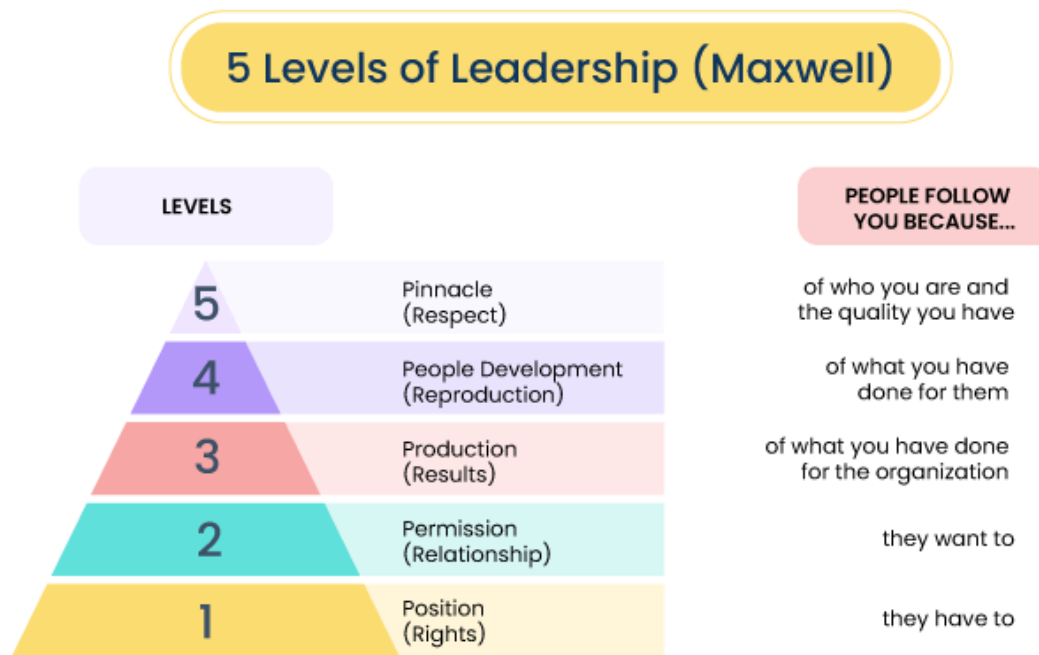 5 Levels of Leadership (Maxwell)
LEVELS
PEOPLE FOLLOW
YOU BECAUSE...
5
Pinnacle
(Respect)
of who you are and
the quality you have
4
People Development
(Reproduction)
of what you have
done for them
3
Production
(Results)
of what you have done
for the organization
2
Permission
(Relationship)
they want to
1
Position
(Rights)
they have to